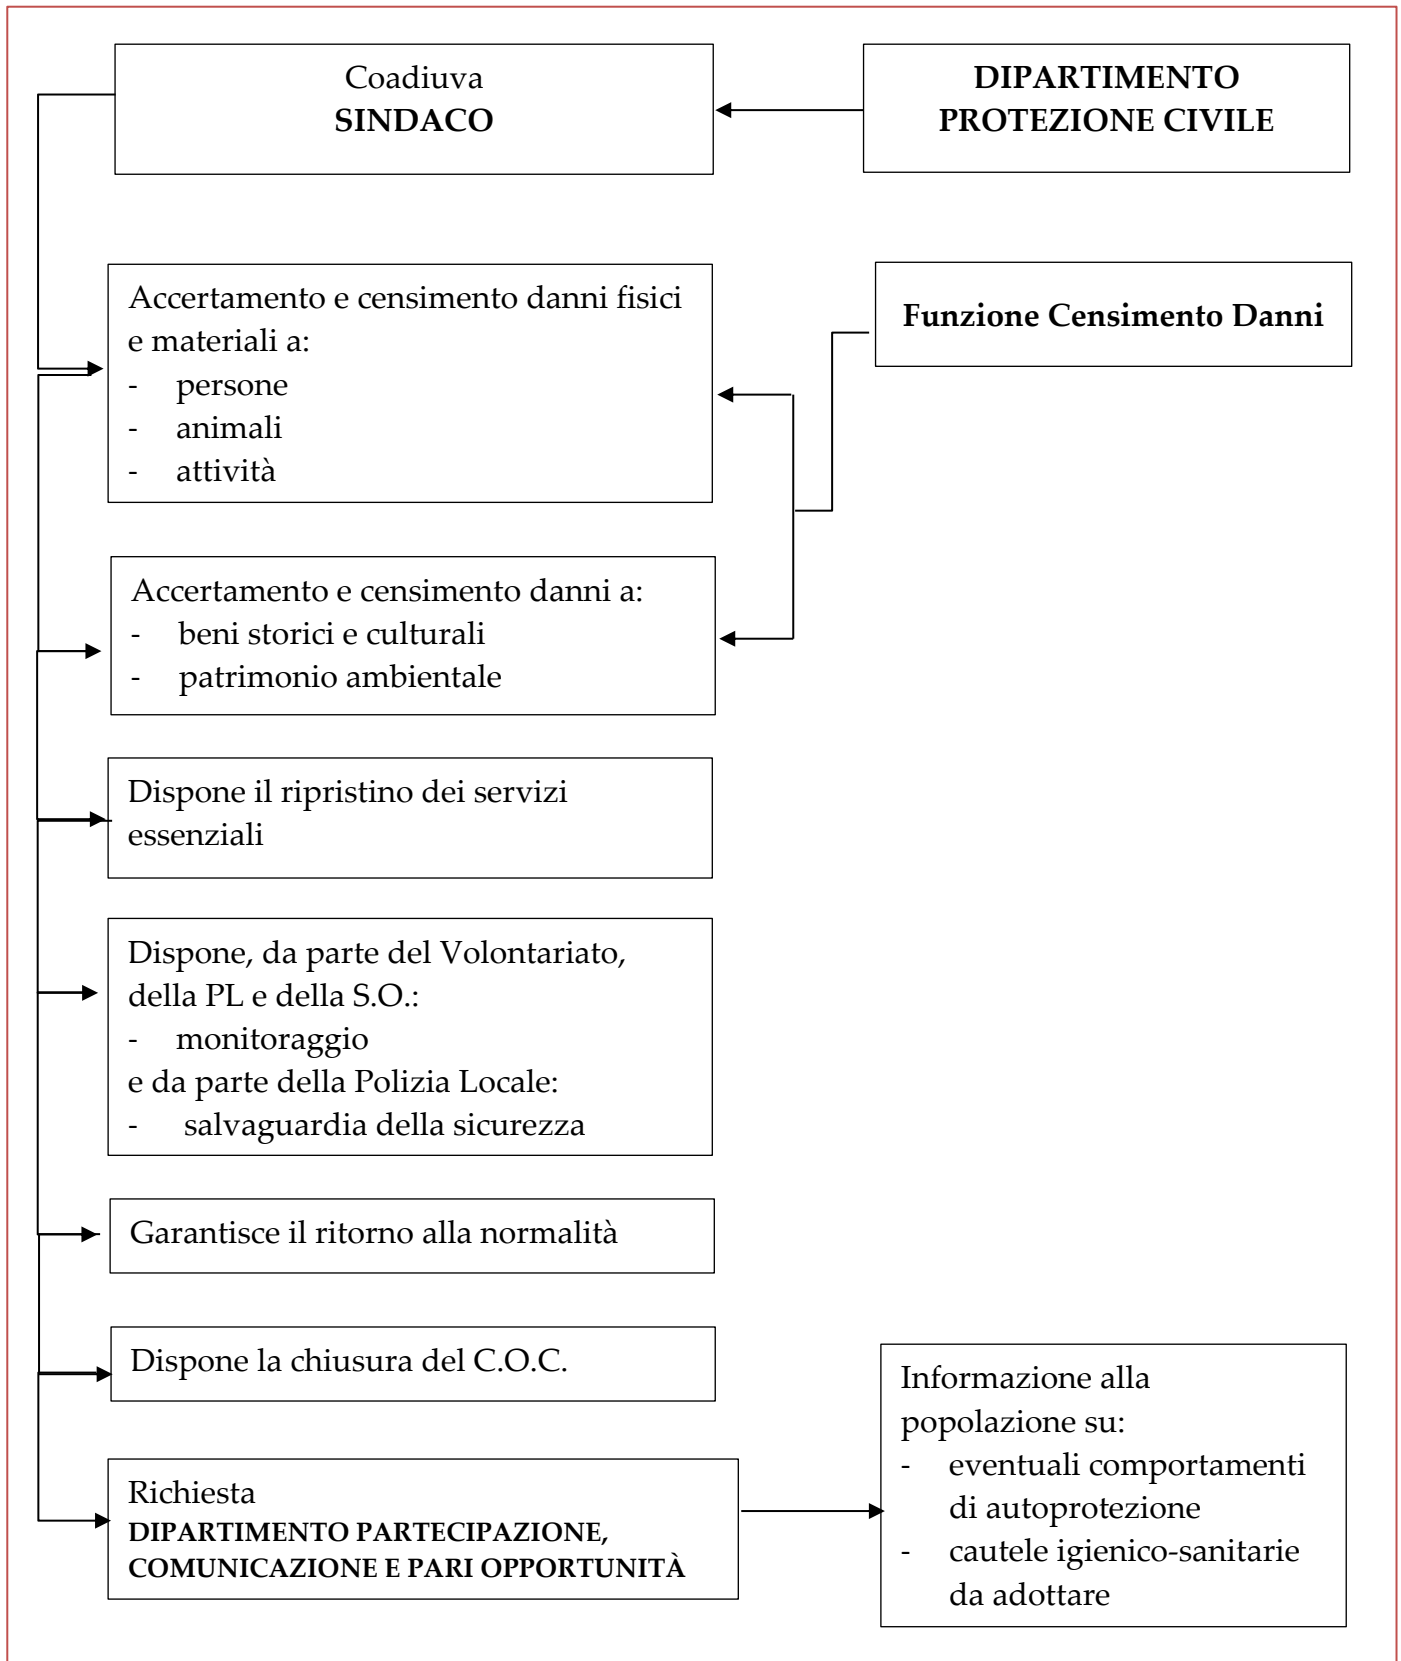 Coadiuva
SINDACO
DIPARTIMENTO
PROTEZIONE CIVILE
Accertamento e censimento danni fisici
e materiali a:
- persone
- animali
- attività
Funzione Censimento Danni
Accertamento e censimento danni a:
- beni storici e culturali
- patrimonio ambientale
Dispone il ripristino dei servizi
essenziali
Dispone, da parte del Volontariato,
della PL e della S.O.:
- monitoraggio
e da parte della Polizia Locale:
- salvaguardia della sicurezza
Garantisce il ritorno alla normalità
Dispone la chiusura del C.O.C.
Richiesta
DIPARTIMENTO PARTECIPAZIONE,
COMUNICAZIONE E PARI OPPORTUNITÀ
Informazione alla
popolazione su:
- eventuali comportamenti
di autoprotezione
- cautele igienico-sanitarie
da adottare